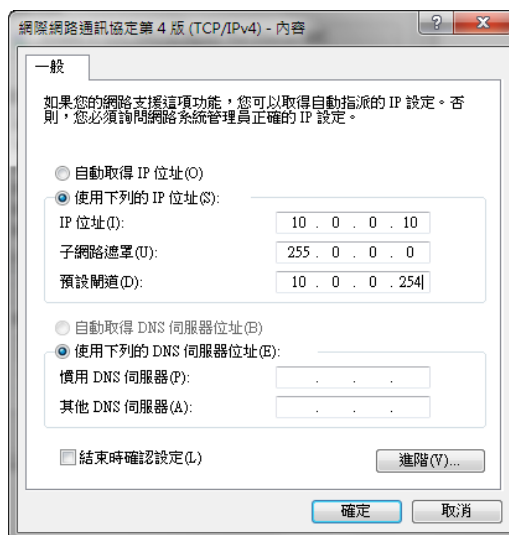 網際網路通訊協定第 4 版 (TCP/IPv4) - 內容
一般
如果您的網路支援這項功能，您可以取得自動指派的 IP 設定。否
則，您必須詢問網路系統管理員正確的 IP 設定。
自動取得 IP 位址(O)
使用下列的 IP 位址(S):
IP 位址(I): 10 . 0 . 0 . 10
子網路遮罩(U): 255 . 0 . 0 . 0
預設閘道(D): 10 . 0 . 0 . 254
自動取得 DNS 伺服器位址(B)
使用下列的 DNS 伺服器位址(E):
慣用 DNS 伺服器(P): . . .
其他 DNS 伺服器(A): . . .
結束時確認設定(L)
進階(V)...
確定 取消